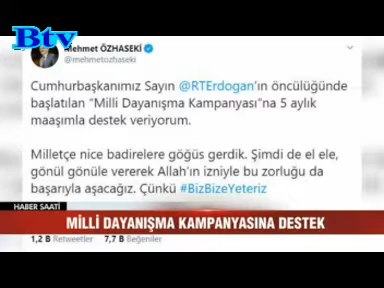 Btv
Mehmet ÖZHASEKİ
@mehmetozhaseki
Cumhurbaşkanımız Sayın @RTErdogan'ın öncülüğünde
başlatılan "Milli Dayanışma Kampanyası"na 5 aylık
maaşımla destek veriyorum.
Milletçe nice badirelere göğüs gerdik. Şimdi de el ele,
gönül gönüle vererek Allah'ın izniyle bu zorluğu da
başarıyla aşacağız. Çünkü #BizBizeYeteriz
HABER SAATİ
MİLLİ DAYANIŞMA KAMPANYASINA DESTEK
1,2 B Retweetler 7,7 B Beğeniler